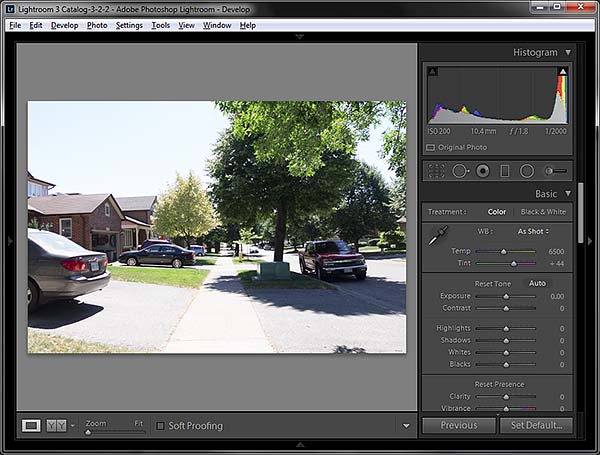 Lightroom 3 Catalog-3-2-2 - Adobe Photoshop Lightroom - Develop
File Edit Develop Photo Settings Tools View Window Help
Histogram
ISO 200 10.4 mm ƒ / 1.8 1/2000
Original Photo
Basic
Treatment : Color Black & White
WB : As Shot
Temp 6500
Tint + 44
Reset Tone Auto
Exposure 0.00
Contrast 0
Highlights 0
Shadows 0
Whites 0
Blacks 0
Reset Presence
Clarity 0
Vibrance 0
Y Y Zoom Fit Soft Proofing Previous Set Default...